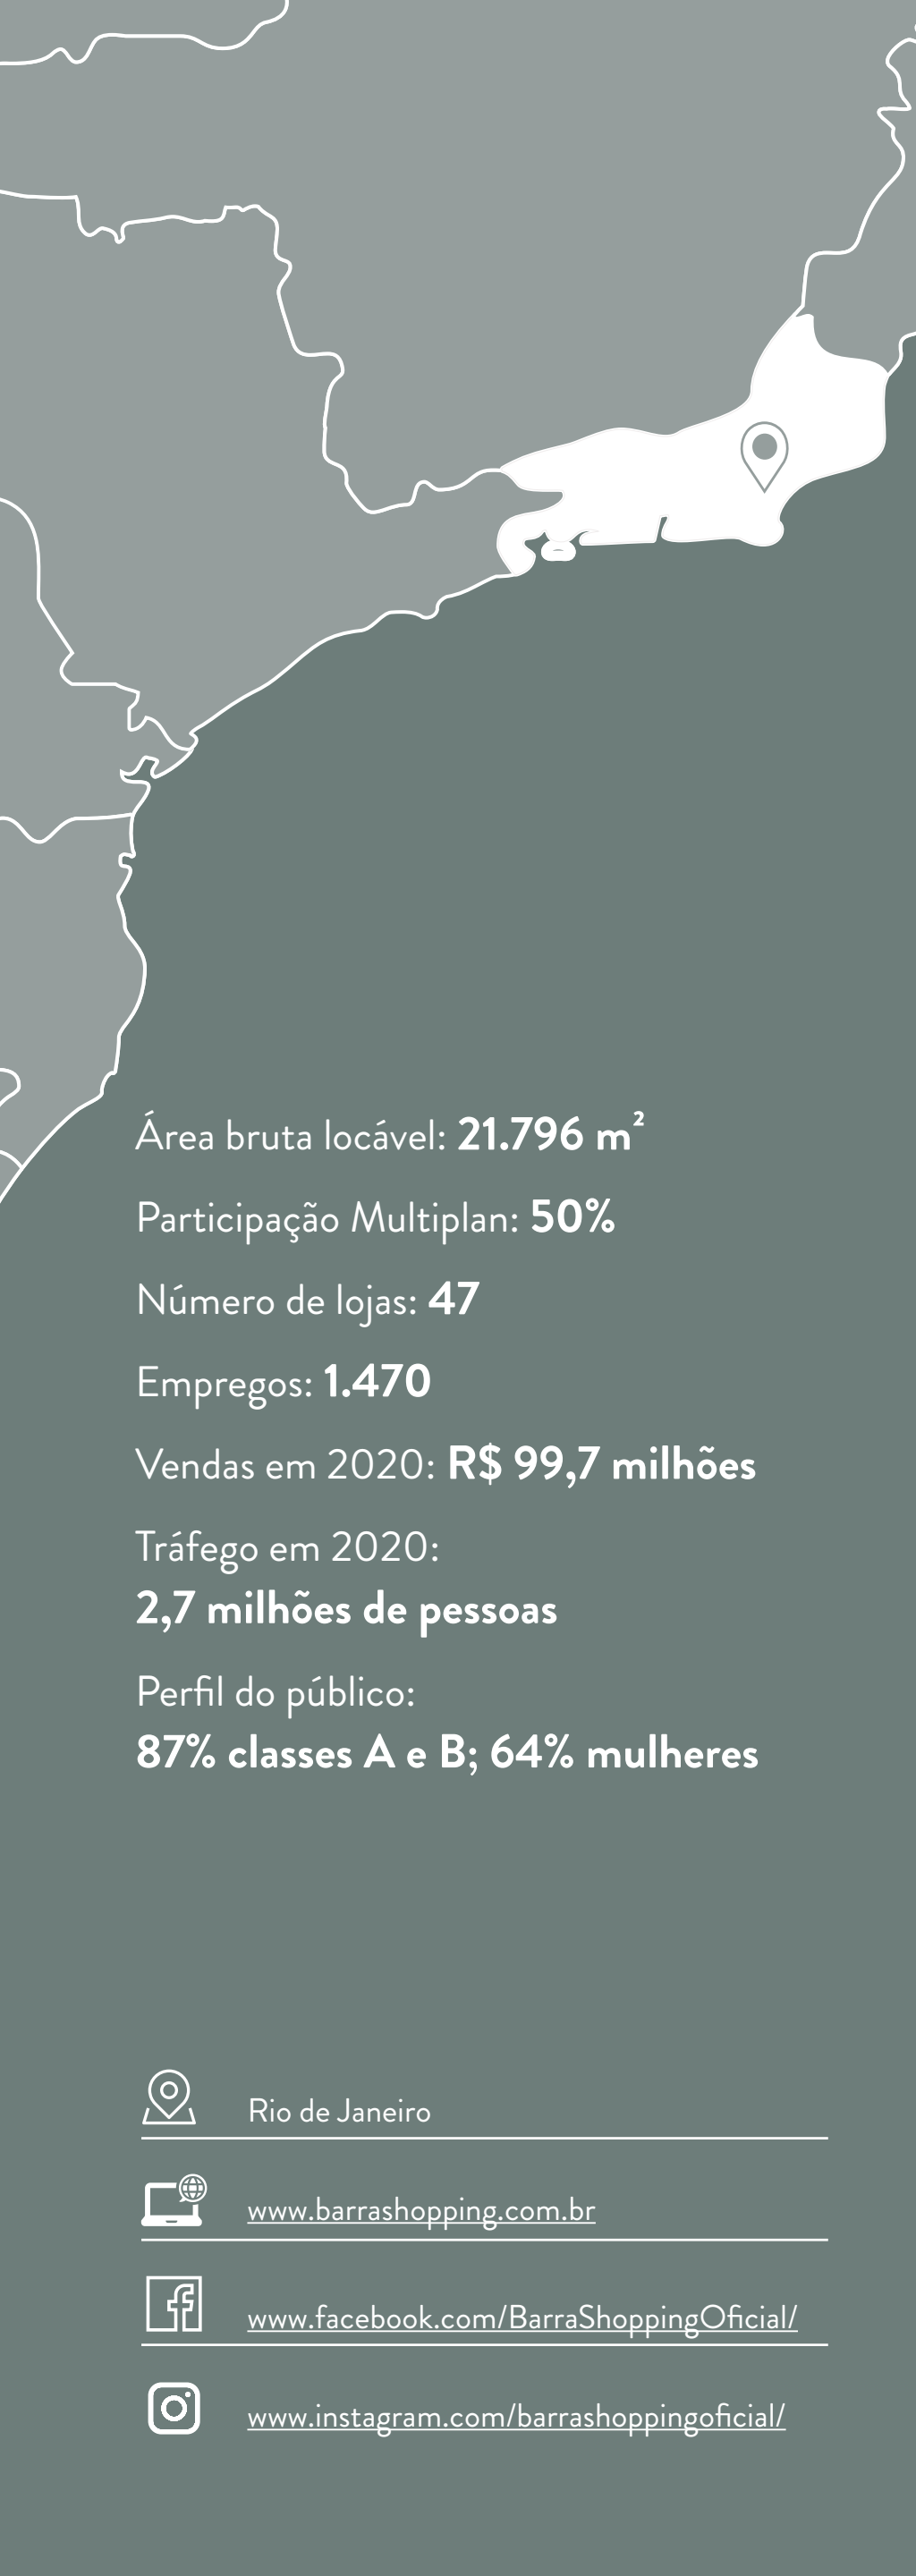 Área bruta locável: 21.796 m²
Participação Multiplan: 50%
Número de lojas: 47
Empregos: 1.470
Vendas em 2020: R$ 99,7 milhões
Tráfego em 2020:
2,7 milhões de pessoas
Perfil do público:
87% classes A e B; 64% mulheres
Rio de Janeiro
www.barrashopping.com.br
www.facebook.com/BarraShoppingOficial/
www.instagram.com/barrashoppingoficial/